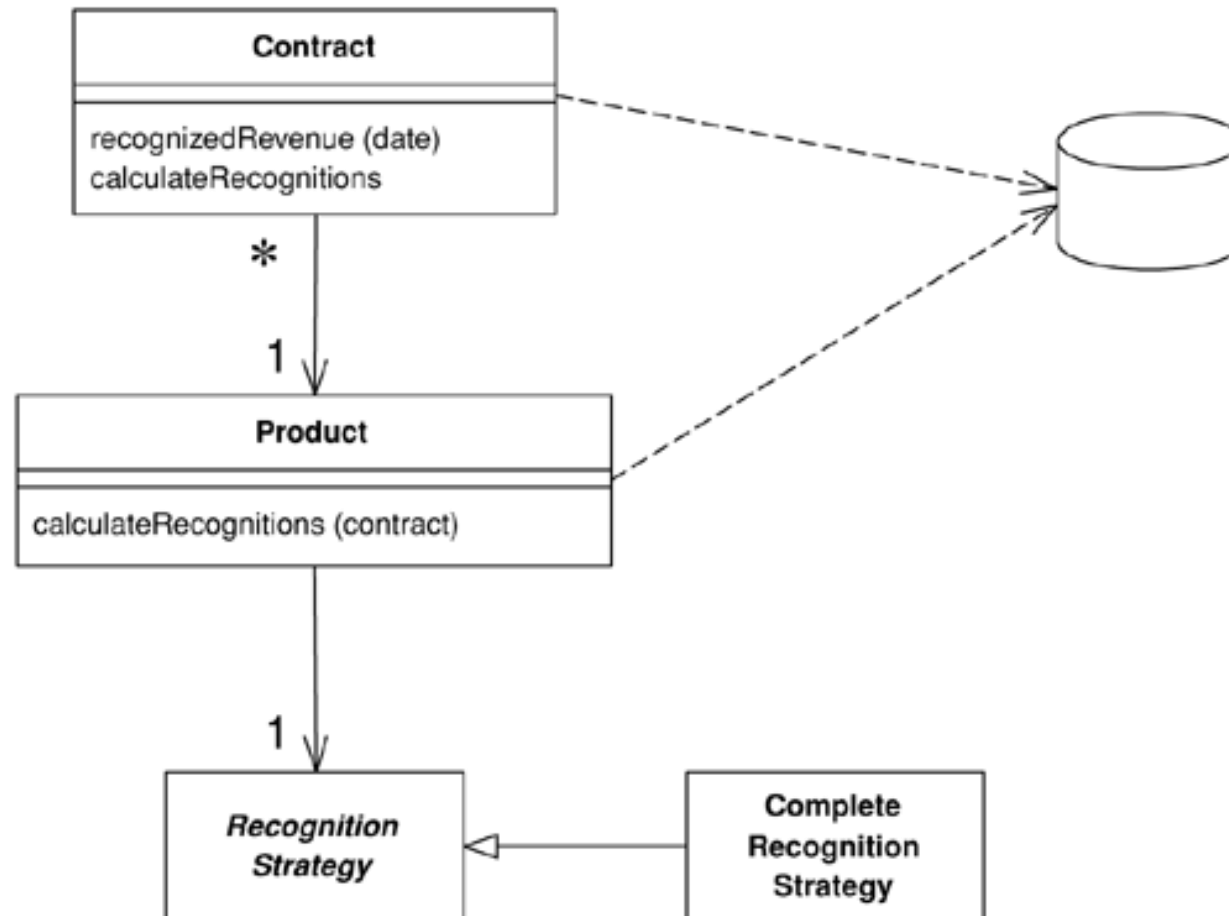 Contract
recognizedRevenue (date)
calculateRecognitions
*
1
Product
calculateRecognitions (contract)
1
Recognition
Strategy
Complete
Recognition
Strategy